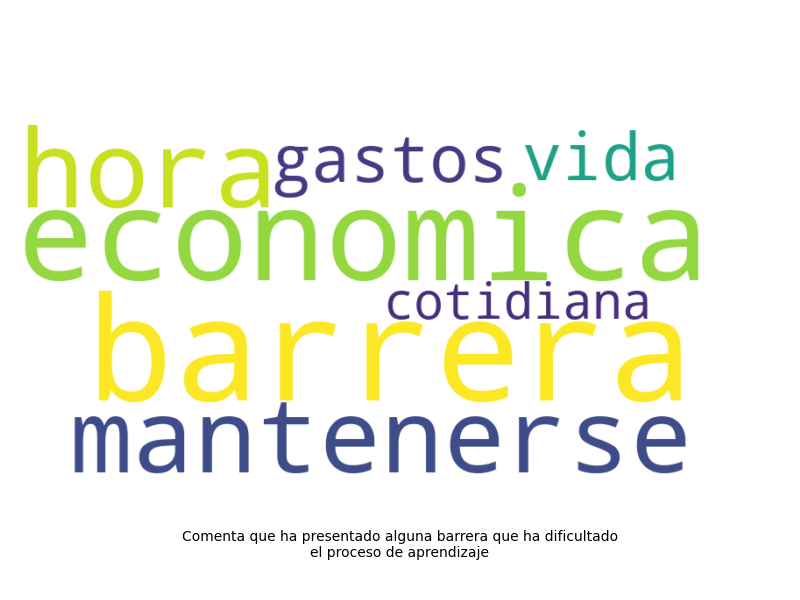 hora gastos vida
economica
cotidiana
barrera
mantenerse
Comenta que ha presentado alguna barrera que ha dificultado
el proceso de aprendizaje